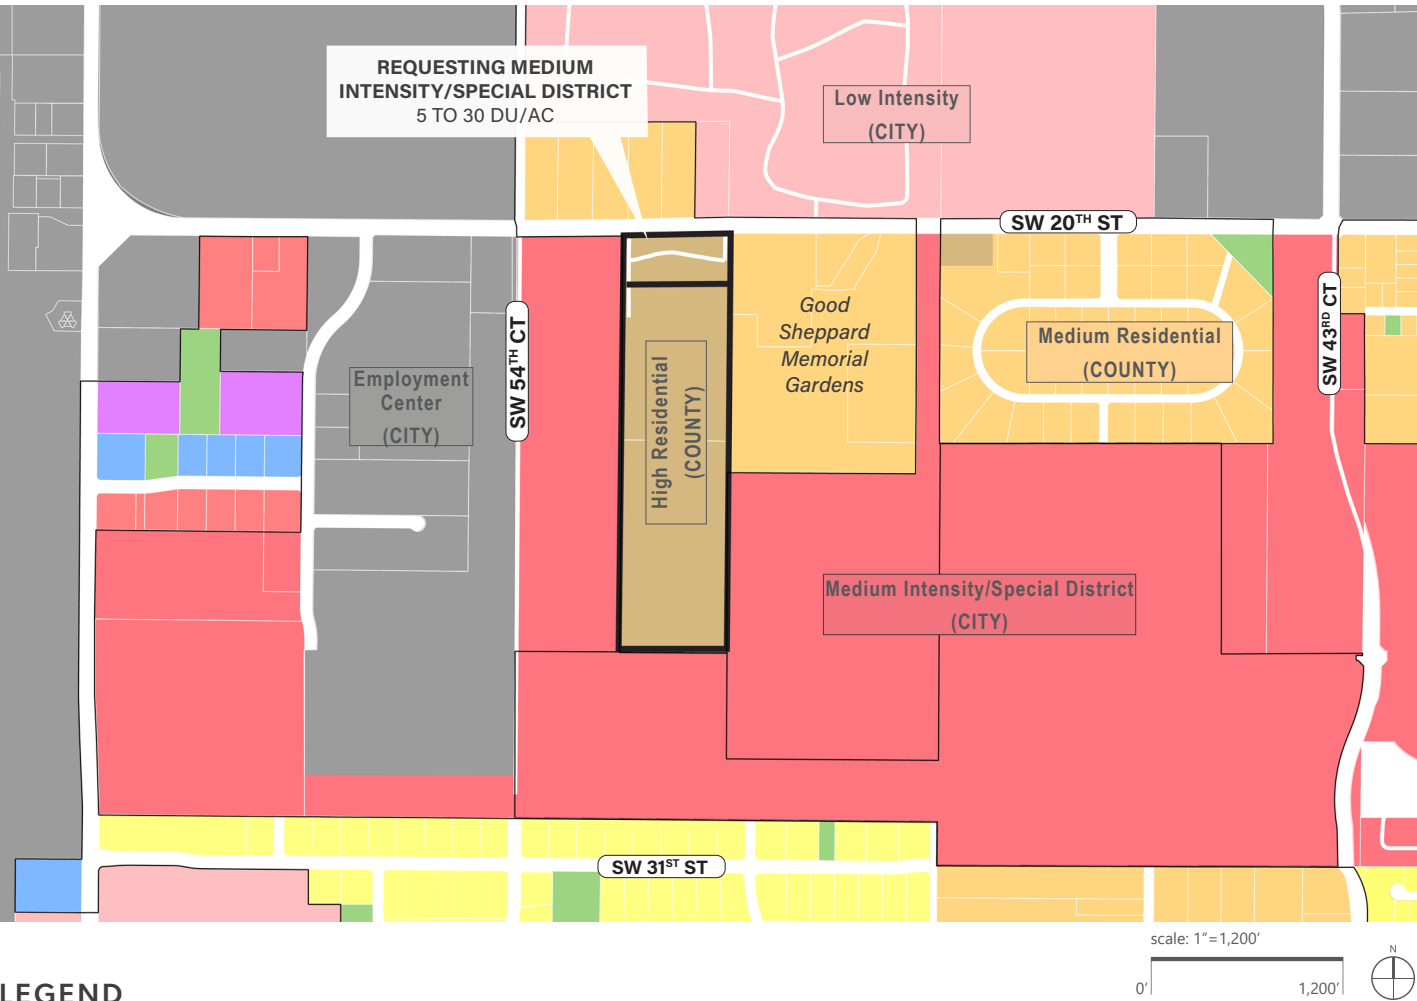 REQUESTING MEDIUM
INTENSITY/SPECIAL DISTRICT
5 TO 30 DU/AC
Low Intensity
(CITY)
SW 20TH ST
Good
Sheppard
Memorial
Gardens
Medium Residential
(COUNTY)
SW 43RD CT
SW 54TH CT
Employment
Center
(CITY)
High Residential
(COUNTY)
Medium Intensity/Special District
(CITY)
SW 31ST ST
scale: 1"=1,200'
0'
1,200'
N
LEGEND